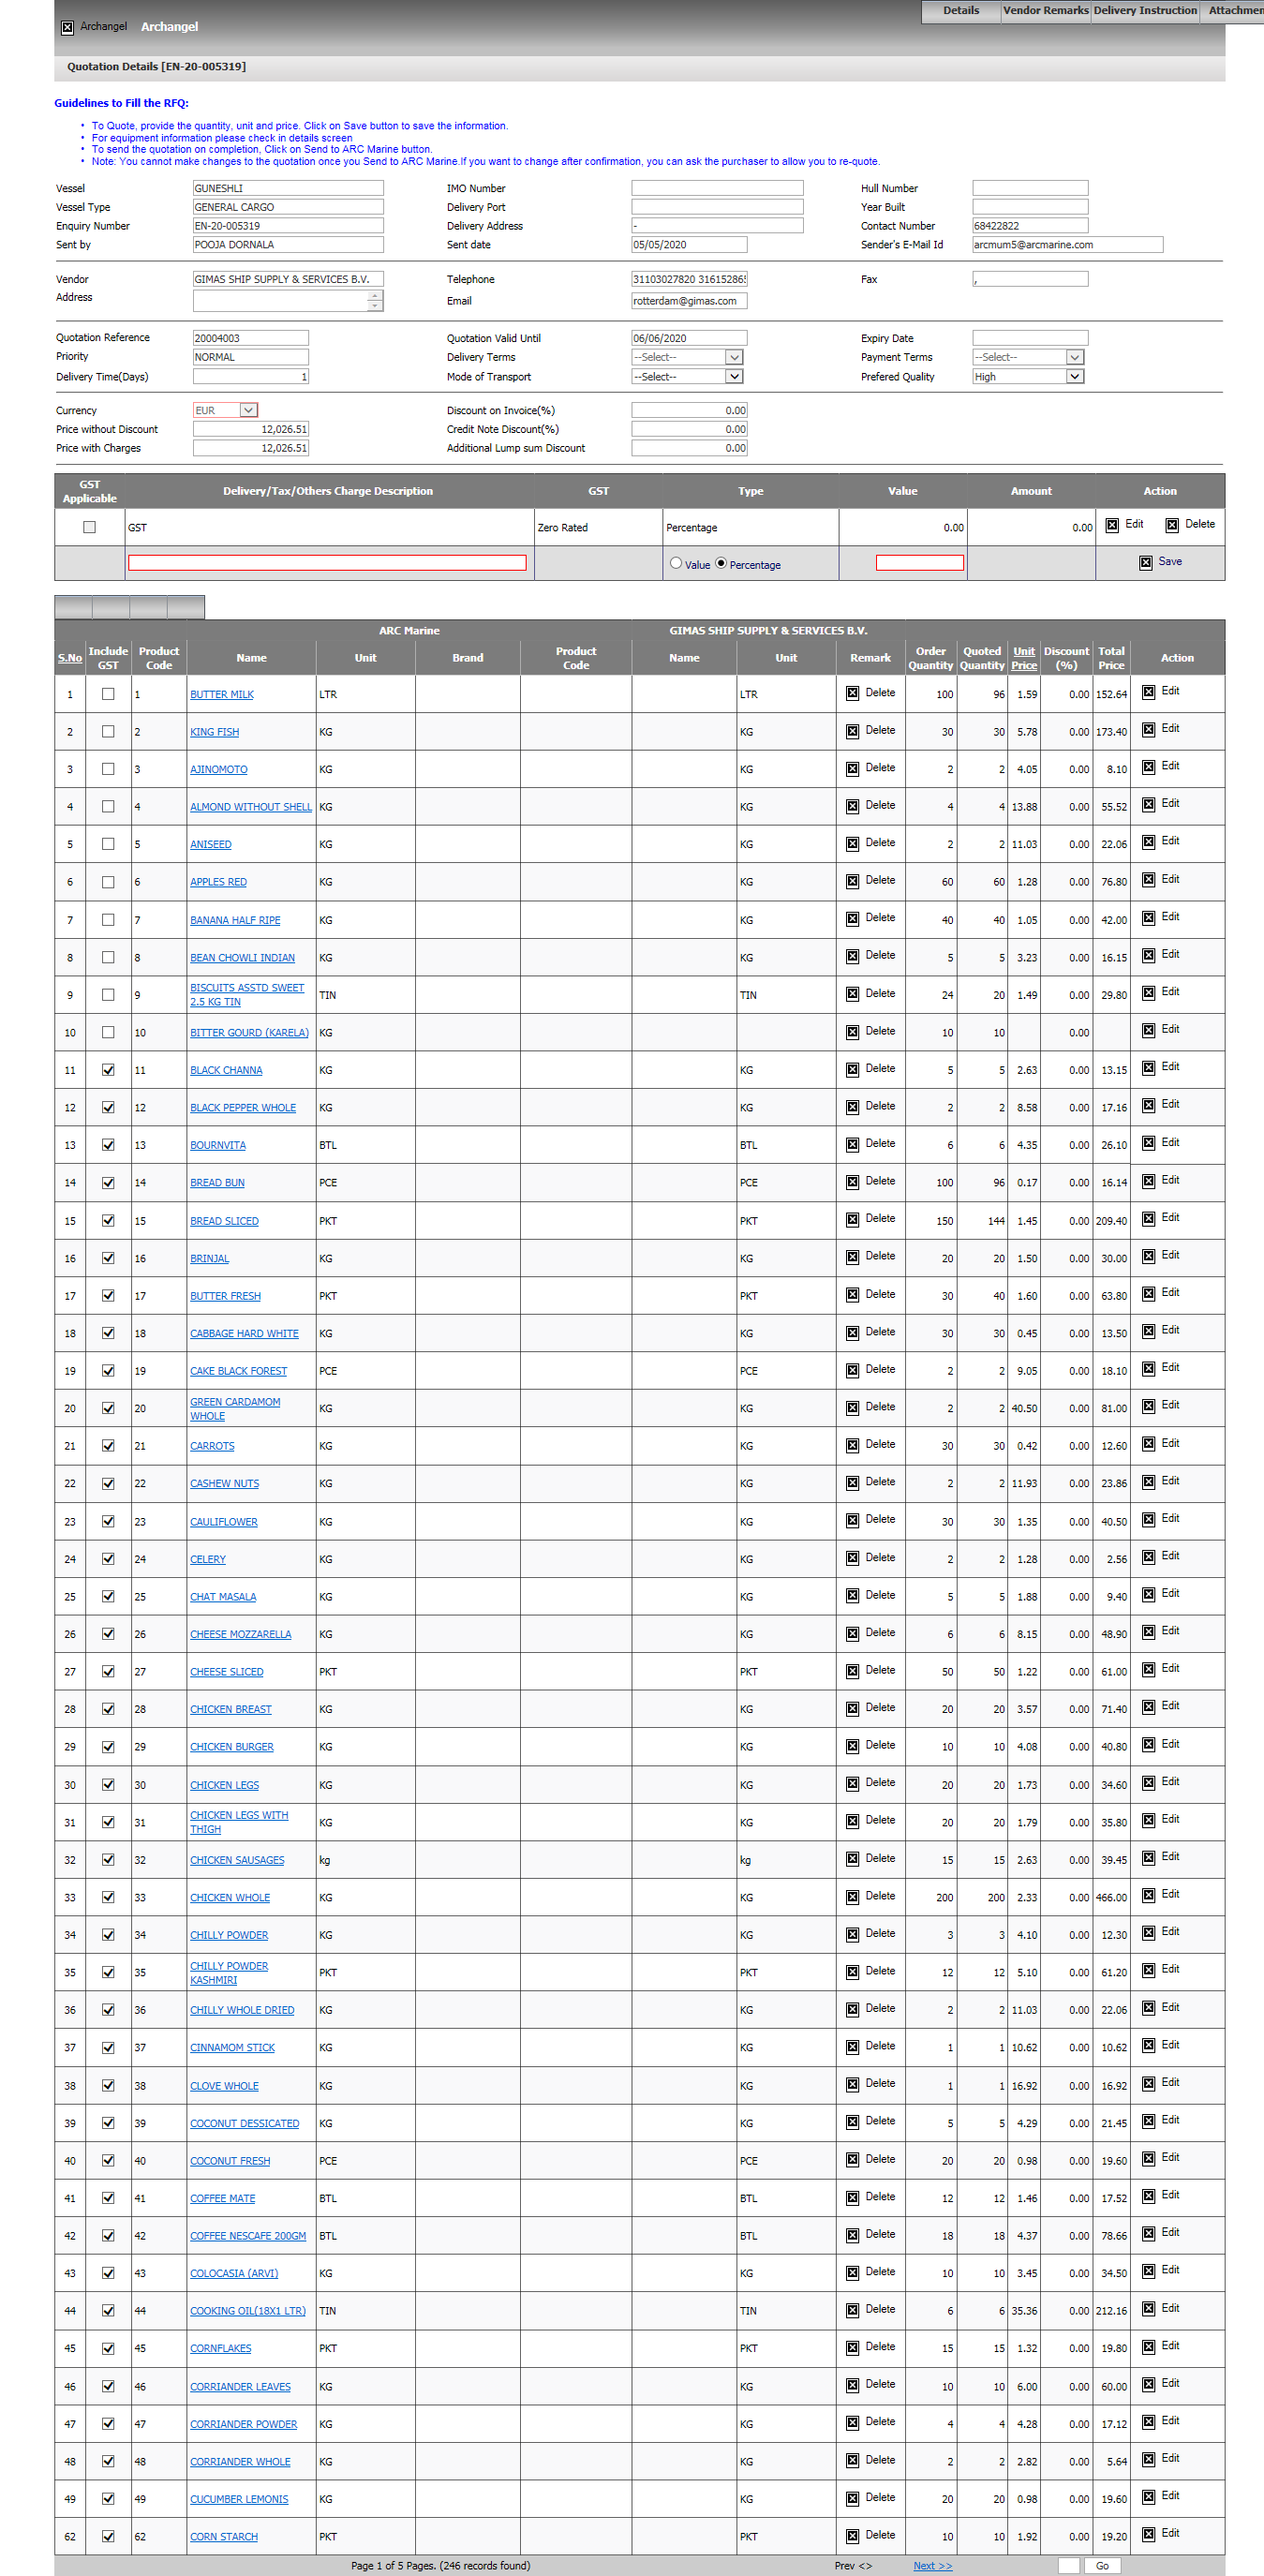 Details Vendor Remarks Delivery Instruction Attachmen
Archangel Archangel
Quotation Details [EN-20-005319]
Guidelines to Fill the RFQ:
• To Quote, provide the quantity, unit and price. Click on Save button to save the information.
• For equipment information please check in details screen
• To send the quotation on completion, Click on Send to ARC Marine button.
• Note: You cannot make changes to the quotation once you Send to ARC Marine.If you want to change after confirmation, you can ask the purchaser to allow you to re-quote.
Vessel GUNESHLI IMO Number Hull Number
Vessel Type GENERAL CARGO Delivery Port Year Built
Enquiry Number EN-20-005319 Delivery Address - Contact Number 68422822
Sent by POOJA DORNALA Sent date 05/05/2020 Sender's E-Mail Id arcmum5@arcmarine.com
Vendor GIMAS SHIP SUPPLY & SERVICES B.V. Telephone 31103027820 31615286 Fax ,
Address Email rotterdam@gimas.com
Quotation Reference 20004003 Quotation Valid Until 06/06/2020 Expiry Date
Priority NORMAL Delivery Terms --Select-- Payment Terms --Select--
Delivery Time(Days) 1 Mode of Transport --Select-- Prefered Quality High
Currency EUR Discount on Invoice(%) 0.00
Price without Discount 12,026.51 Credit Note Discount(%) 0.00
Price with Charges 12,026.51 Additional Lump sum Discount 0.00
GST Applicable Delivery/Tax/Others Charge Description GST Type Value Amount Action
GST Zero Rated Percentage 0.00 0.00 Edit Delete
Value Percentage Save
ARC Marine GIMAS SHIP SUPPLY & SERVICES B.V.
S.No Include GST Product Code Name Unit Brand Product Code Name Unit Remark Order Quantity Quoted Quantity Unit Price Discount (%) Total Price Action
1 1 BUTTER MILK LTR LTR Delete 100 96 1.59 0.00 152.64 Edit
2 2 KING FISH KG KG Delete 30 30 5.78 0.00 173.40 Edit
3 3 AJINOMOTO KG KG Delete 2 2 4.05 0.00 8.10 Edit
4 4 ALMOND WITHOUT SHELL KG KG Delete 4 4 13.88 0.00 55.52 Edit
5 5 ANISEED KG KG Delete 2 2 11.03 0.00 22.06 Edit
6 6 APPLES RED KG KG Delete 60 60 1.28 0.00 76.80 Edit
7 7 BANANA HALF RIPE KG KG Delete 40 40 1.05 0.00 42.00 Edit
8 8 BEAN CHOWLI INDIAN KG KG Delete 5 5 3.23 0.00 16.15 Edit
9 9 BISCUITS ASSTD SWEET 2.5 KG TIN TIN TIN Delete 24 20 1.49 0.00 29.80 Edit
10 10 BITTER GOURD (KARELA) KG Delete 10 10 0.00 Edit
11 11 BLACK CHANNA KG KG Delete 5 5 2.63 0.00 13.15 Edit
12 12 BLACK PEPPER WHOLE KG KG Delete 2 2 8.58 0.00 17.16 Edit
13 13 BOURNVITA BTL BTL Delete 6 6 4.35 0.00 26.10 Edit
14 14 BREAD BUN PCE PCE Delete 100 96 0.17 0.00 16.14 Edit
15 15 BREAD SLICED PKT PKT Delete 150 144 1.45 0.00 209.40 Edit
16 16 BRINJAL KG KG Delete 20 20 1.50 0.00 30.00 Edit
17 17 BUTTER FRESH PKT PKT Delete 30 40 1.60 0.00 63.80 Edit
18 18 CABBAGE HARD WHITE KG KG Delete 30 30 0.45 0.00 13.50 Edit
19 19 CAKE BLACK FOREST PCE PCE Delete 2 2 9.05 0.00 18.10 Edit
20 20 GREEN CARDAMOM WHOLE KG KG Delete 2 2 40.50 0.00 81.00 Edit
21 21 CARROTS KG KG Delete 30 30 0.42 0.00 12.60 Edit
22 22 CASHEW NUTS KG KG Delete 2 2 11.93 0.00 23.86 Edit
23 23 CAULIFLOWER KG KG Delete 30 30 1.35 0.00 40.50 Edit
24 24 CELERY KG KG Delete 2 2 1.28 0.00 2.56 Edit
25 25 CHAT MASALA KG KG Delete 5 5 1.88 0.00 9.40 Edit
26 26 CHEESE MOZZARELLA KG KG Delete 6 6 8.15 0.00 48.90 Edit
27 27 CHEESE SLICED PKT PKT Delete 50 50 1.22 0.00 61.00 Edit
28 28 CHICKEN BREAST KG KG Delete 20 20 3.57 0.00 71.40 Edit
29 29 CHICKEN BURGER KG KG Delete 10 10 4.08 0.00 40.80 Edit
30 30 CHICKEN LEGS KG KG Delete 20 20 1.73 0.00 34.60 Edit
31 31 CHICKEN LEGS WITH THIGH KG KG Delete 20 20 1.79 0.00 35.80 Edit
32 32 CHICKEN SAUSAGES kg kg Delete 15 15 2.63 0.00 39.45 Edit
33 33 CHICKEN WHOLE KG KG Delete 200 200 2.33 0.00 466.00 Edit
34 34 CHILLY POWDER KG KG Delete 3 3 4.10 0.00 12.30 Edit
35 35 CHILLY POWDER KASHMIRI PKT PKT Delete 12 12 5.10 0.00 61.20 Edit
36 36 CHILLY WHOLE DRIED KG KG Delete 2 2 11.03 0.00 22.06 Edit
37 37 CINNAMOM STICK KG KG Delete 1 1 10.62 0.00 10.62 Edit
38 38 CLOVE WHOLE KG KG Delete 1 1 16.92 0.00 16.92 Edit
39 39 COCONUT DESSICATED KG KG Delete 5 5 4.29 0.00 21.45 Edit
40 40 COCONUT FRESH PCE PCE Delete 20 20 0.98 0.00 19.60 Edit
41 41 COFFEE MATE BTL BTL Delete 12 12 1.46 0.00 17.52 Edit
42 42 COFFEE NESCAFE 200GM BTL BTL Delete 18 18 4.37 0.00 78.66 Edit
43 43 COLOCASIA (ARVI) KG KG Delete 10 10 3.45 0.00 34.50 Edit
44 44 COOKING OIL(18X1 LTR) TIN TIN Delete 6 6 35.36 0.00 212.16 Edit
45 45 CORNFLAKES PKT PKT Delete 15 15 1.32 0.00 19.80 Edit
46 46 CORRIANDER LEAVES KG KG Delete 10 10 6.00 0.00 60.00 Edit
47 47 CORRIANDER POWDER KG KG Delete 4 4 4.28 0.00 17.12 Edit
48 48 CORRIANDER WHOLE KG KG Delete 2 2 2.82 0.00 5.64 Edit
49 49 CUCUMBER LEMONIS KG KG Delete 20 20 0.98 0.00 19.60 Edit
62 62 CORN STARCH PKT PKT Delete 10 10 1.92 0.00 19.20 Edit
Page 1 of 5 Pages. (246 records found) Prev <> Next >> Go